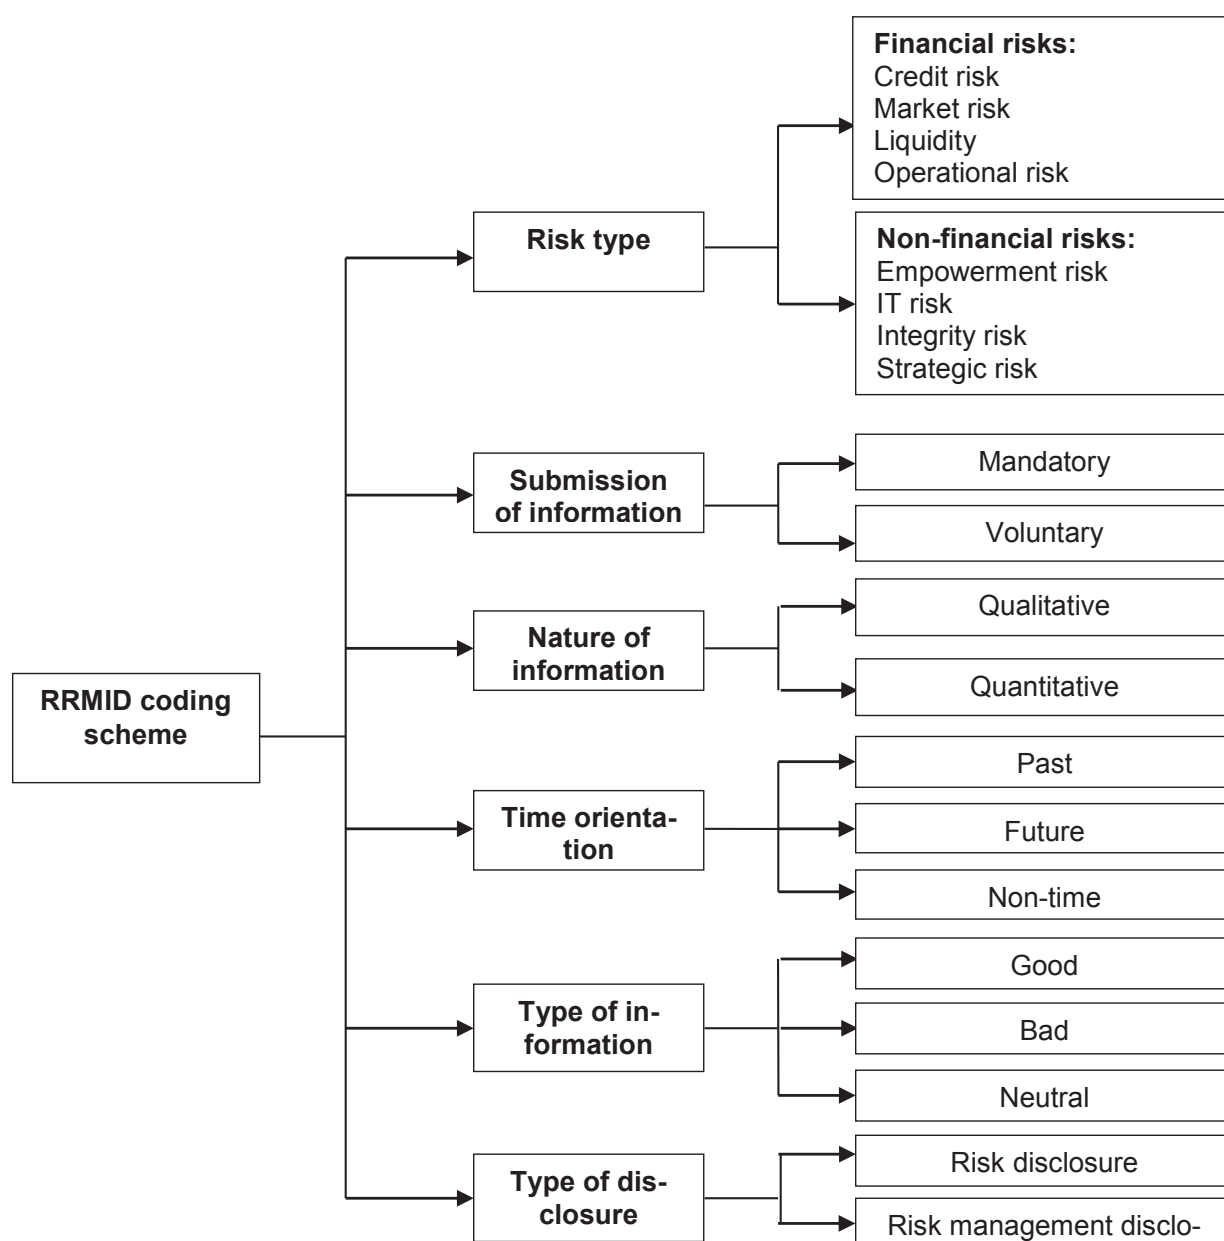 Financial risks:
Credit risk
Market risk
Liquidity
Operational risk
Risk type
Non-financial risks:
Empowerment risk
IT risk
Integrity risk
Strategic risk
Submission
of information
Mandatory
Voluntary
Nature of
information
Qualitative
Quantitative
RRMID coding
scheme
Time orienta-
tion
Past
Future
Non-time
Type of in-
formation
Good
Bad
Neutral
Type of dis-
closure
Risk disclosure
Risk management disclo-